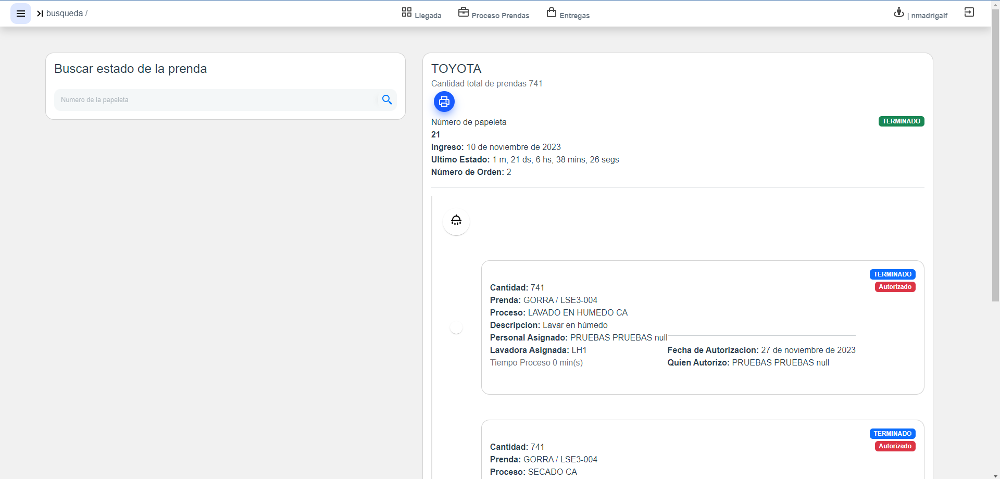 busqueda /
Llegada
Proceso Prendas
Entregas
| nmadrigalf
Buscar estado de la prenda
Numero de la papeleta
TOYOTA
Cantidad total de prendas 741
Número de papeleta
TERMINADO
21
Ingreso: 10 de noviembre de 2023
Ultimo Estado: 1 m, 21 ds, 6 hs, 38 mins, 26 segs
Número de Orden: 2
TERMINADO
Autorizado
Cantidad: 741
Prenda: GORRA / LSE3-004
Proceso: LAVADO EN HUMEDO CA
Descripcion: Lavar en húmedo
Personal Asignado: PRUEBAS PRUEBAS null
Lavadora Asignada: LH1
Tiempo Proceso 0 min(s)
Fecha de Autorizacion: 27 de noviembre de 2023
Quien Autorizo: PRUEBAS PRUEBAS null
TERMINADO
Autorizado
Cantidad: 741
Prenda: GORRA / LSE3-004
Proceso: SECADO CA